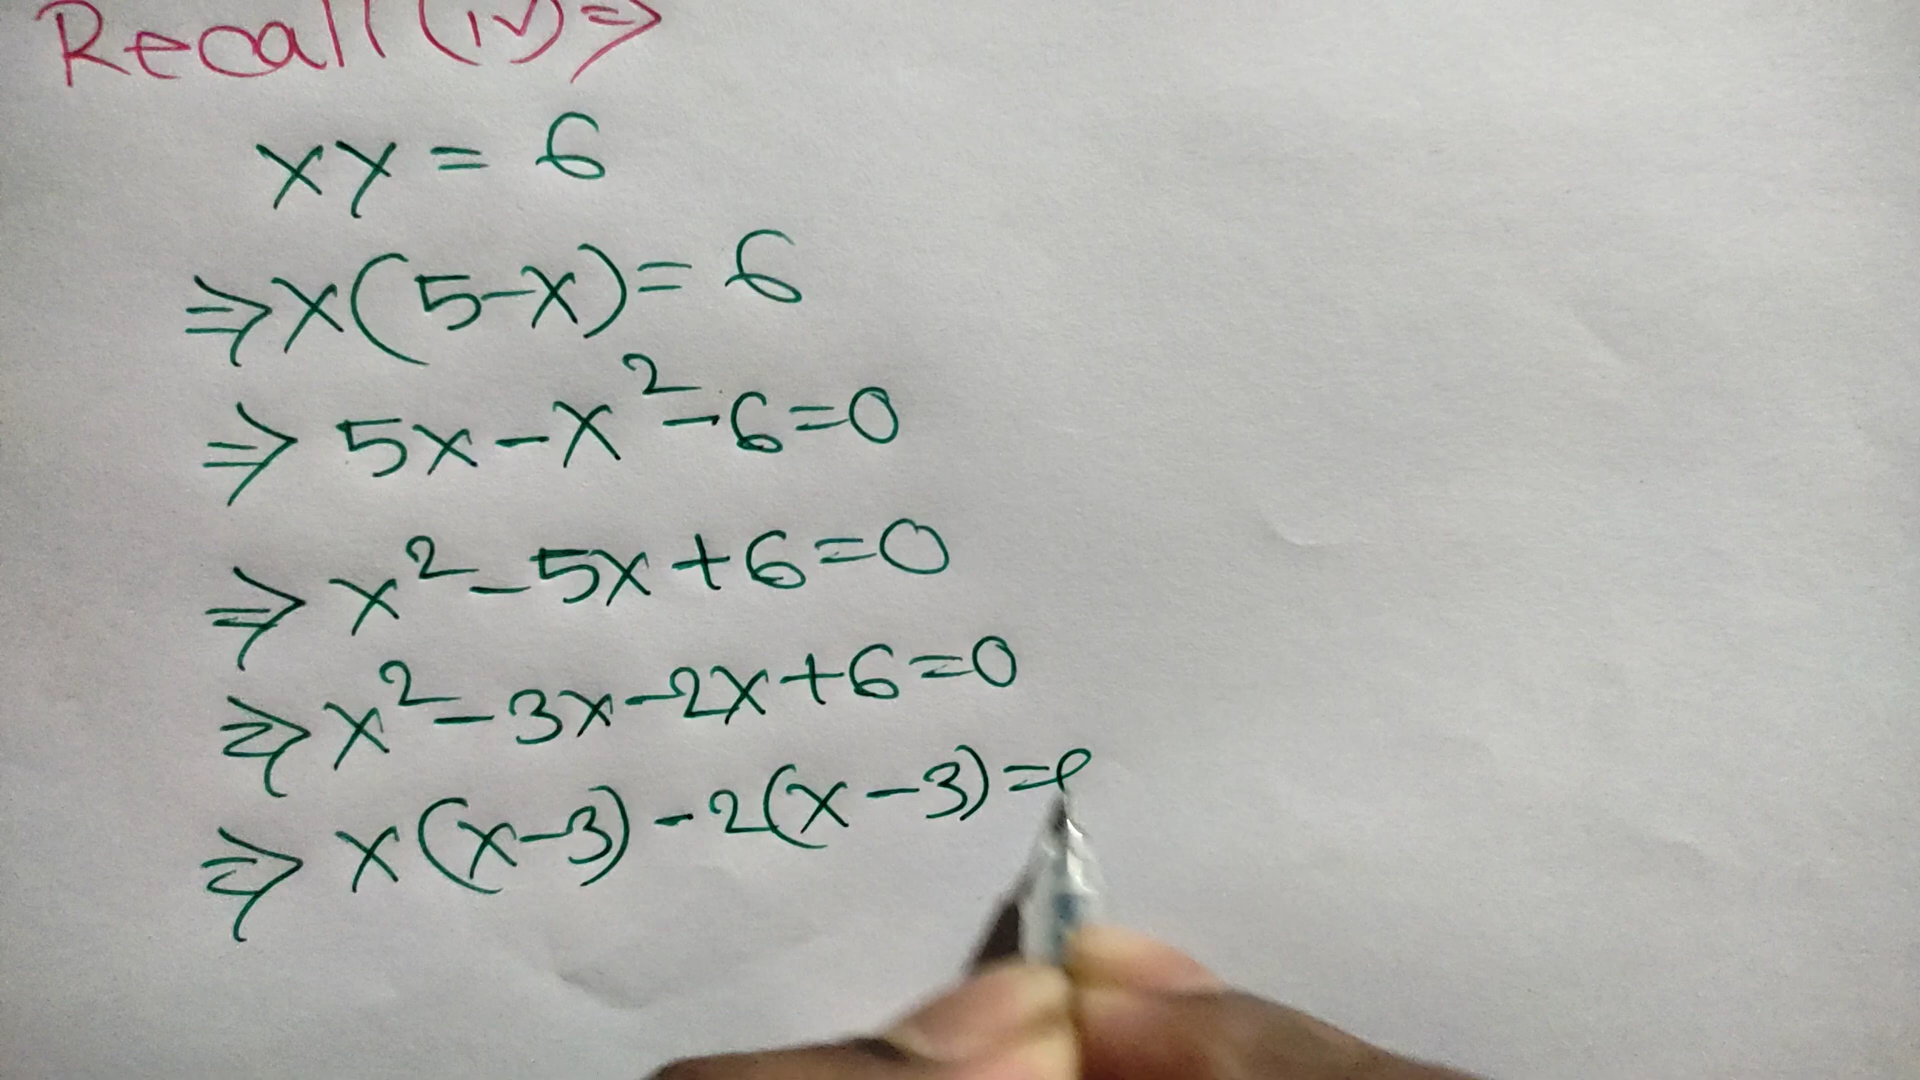 Recall (iv) ⇒
xy = 6
⇒ x(5-x) = 6
⇒ 5x - x² - 6 = 0
⇒ x² - 5x + 6 = 0
⇒ x² - 3x - 2x + 6 = 0
⇒ x(x-3) - 2(x-3) = 0